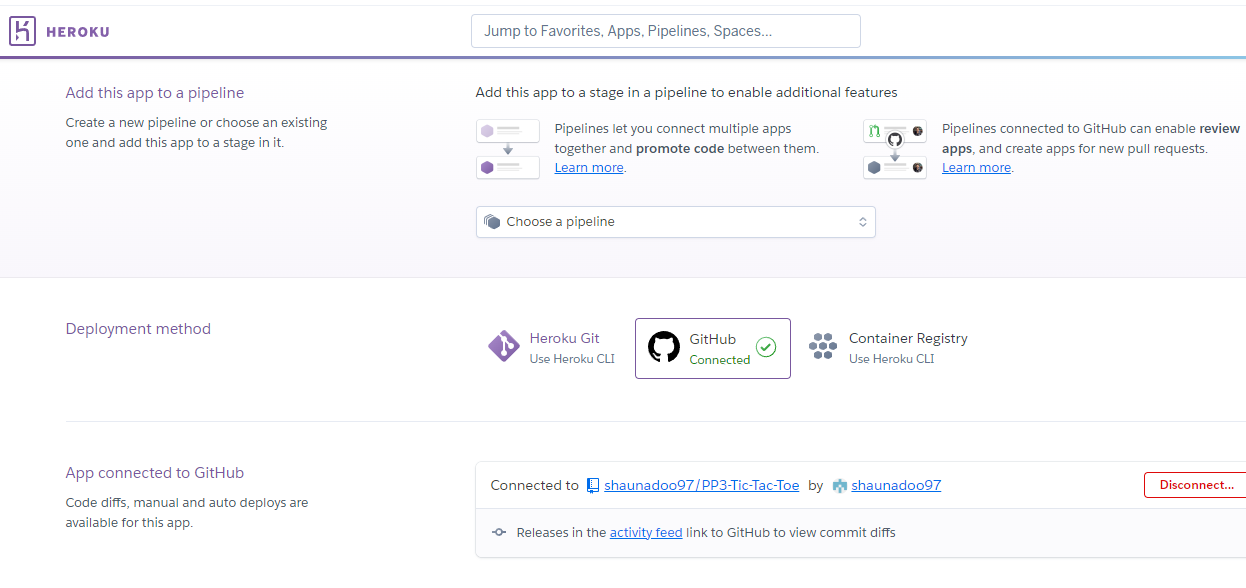 HEROKU
Jump to Favorites, Apps, Pipelines, Spaces...
Add this app to a pipeline
Create a new pipeline or choose an existing
one and add this app to a stage in it.
Add this app to a stage in a pipeline to enable additional features
Pipelines let you connect multiple apps
together and promote code between them.
Learn more.
Pipelines connected to GitHub can enable review
apps, and create apps for new pull requests.
Learn more.
Choose a pipeline
Deployment method
Heroku Git
Use Heroku CLI
GitHub
Connected
Container Registry
Use Heroku CLI
App connected to GitHub
Code diffs, manual and auto deploys are
available for this app.
Connected to shaunadoo97/PP3-Tic-Tac-Toe by shaunadoo97
Disconnect...
Releases in the activity feed link to GitHub to view commit diffs